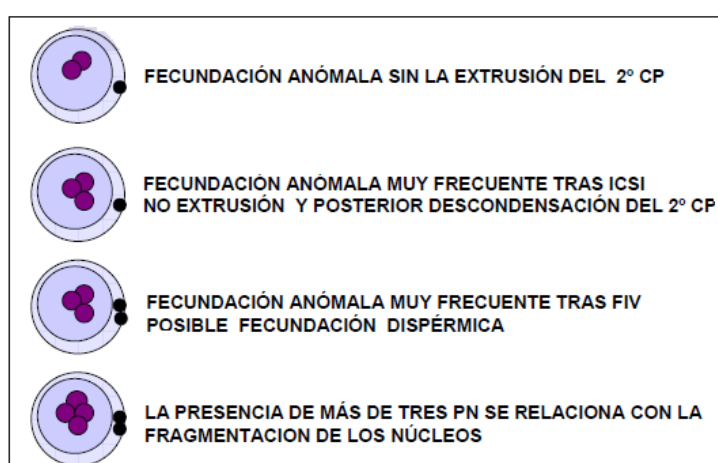 FECUNDACIÓN ANÓMALA SIN LA EXTRUSIÓN DEL 2º CP
FECUNDACIÓN ANÓMALA MUY FRECUENTE TRAS ICSI
NO EXTRUSIÓN Y POSTERIOR DESCONDENSACIÓN DEL 2º CP
FECUNDACIÓN ANÓMALA MUY FRECUENTE TRAS FIV
POSIBLE FECUNDACIÓN DISPÉRMICA
LA PRESENCIA DE MÁS DE TRES PN SE RELACIONA CON LA
FRAGMENTACION DE LOS NÚCLEOS